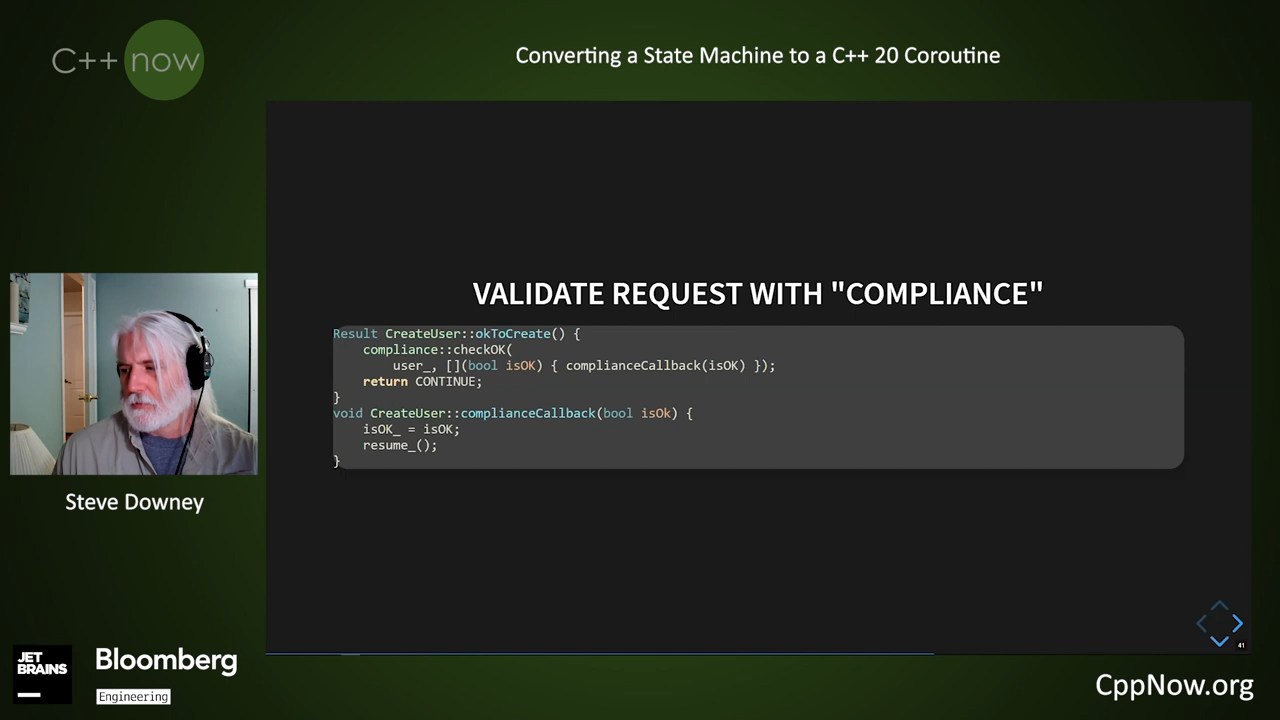 C++ now
Converting a State Machine to a C++ 20 Coroutine
VALIDATE REQUEST WITH "COMPLIANCE"
Result CreateUser::okToCreate() {
    compliance::checkOK(
        user_, [](bool isOK) { complianceCallback(isOK) });
    return CONTINUE;
}
void CreateUser::complianceCallback(bool isOk) {
    isOK_ = isOK;
    resume_();
}
Steve Downey
41
JET
BRAINS
Bloomberg
Engineering
CppNow.org